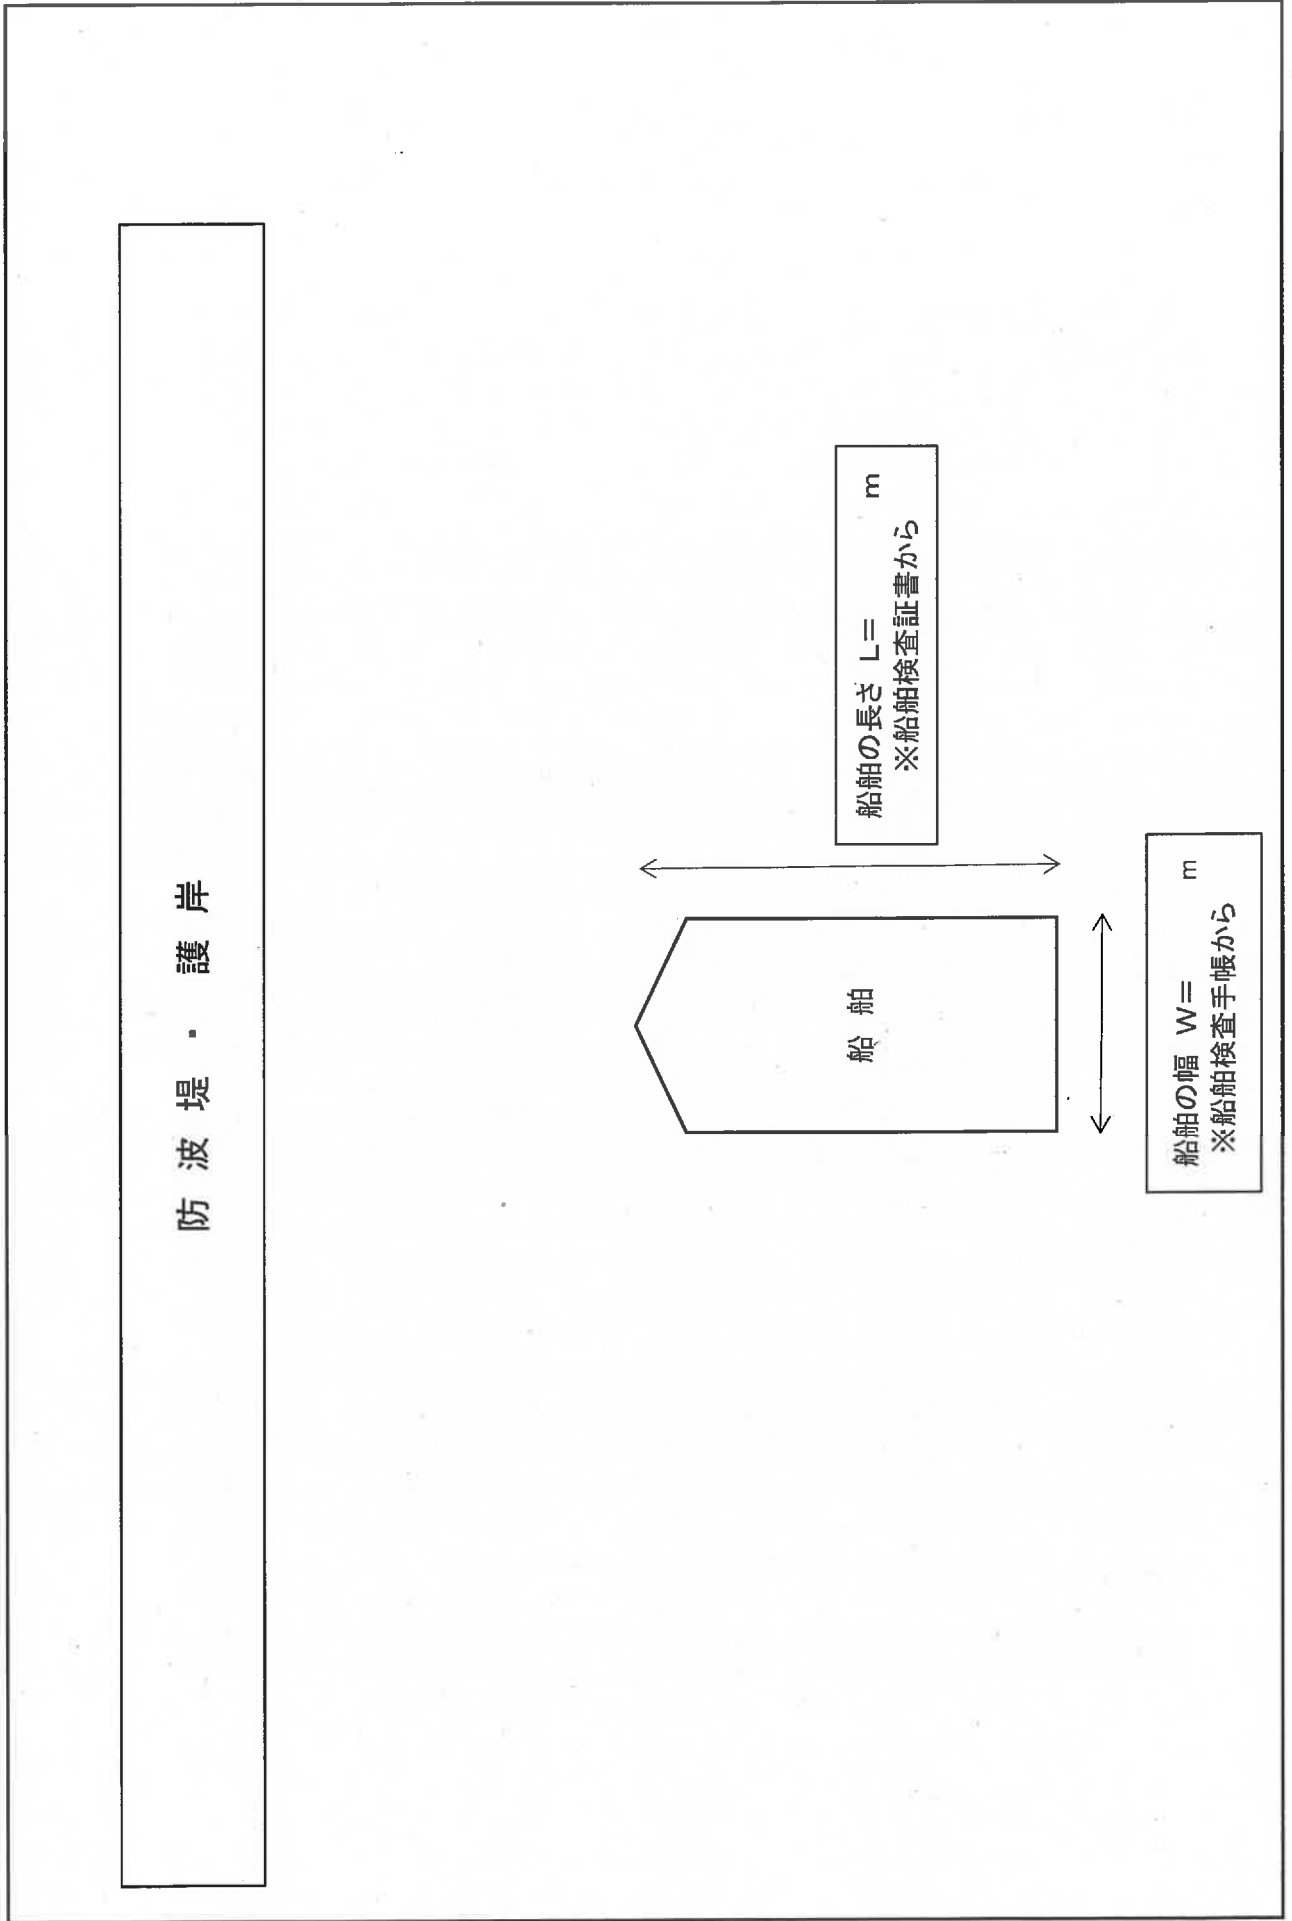 防 波 堤 ・ 護 岸
船 舶
船舶の長さ L＝ m
※船舶検査証書から
船舶の幅 W＝ m
※船舶検査手帳から